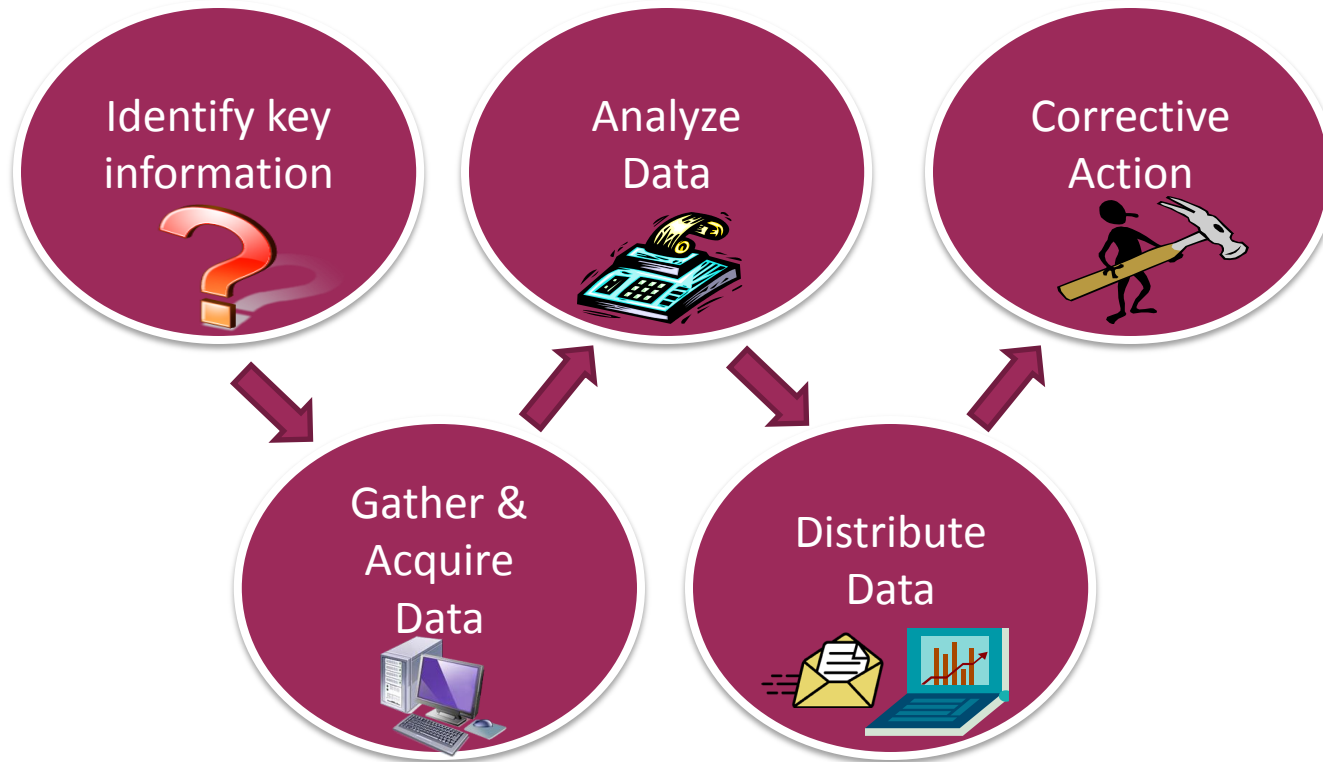 Identify key
information
Gather &
Acquire
Data
Analyze
Data
Distribute
Data
Corrective
Action